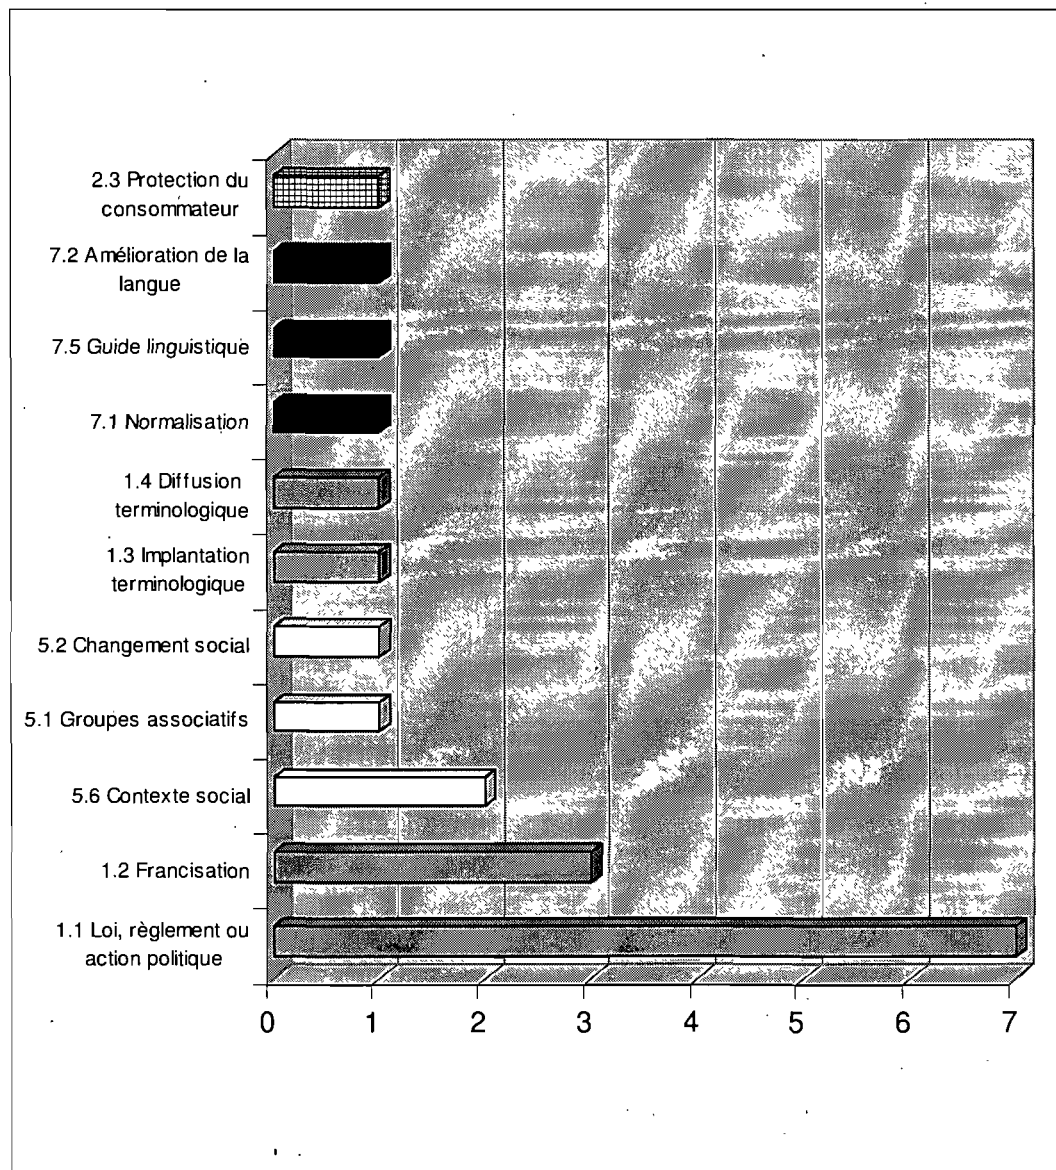 2.3 Protection du
consommateur
7.2 Amélioration de la
langue
7.5 Guide linguistique
7.1 Normalisation
1.4 Diffusion
terminologique
1.3 Implantation
terminologique
5.2 Changement social
5.1 Groupes associatifs
5.6 Contexte social
1.2 Francisation
1.1 Loi, règlement ou
action politique
0 1 2 3 4 5 6 7